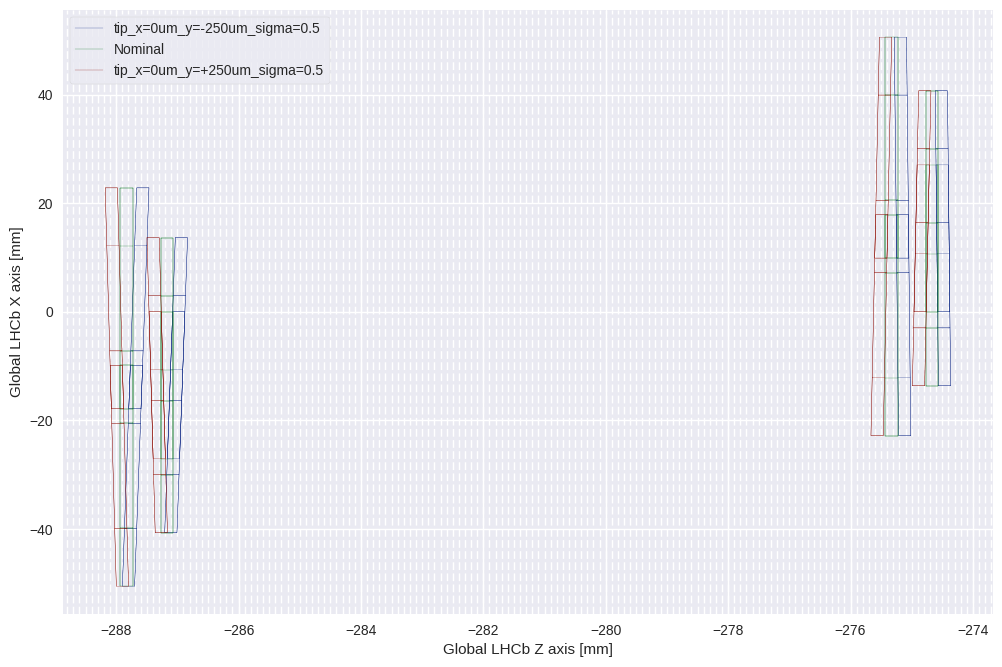 tip_x=0um_y=-250um_sigma=0.5
Nominal
tip_x=0um_y=+250um_sigma=0.5
Global LHCb X axis [mm]
40
20
0
−20
−40
−288 −286 −284 −282 −280 −278 −276 −274
Global LHCb Z axis [mm]